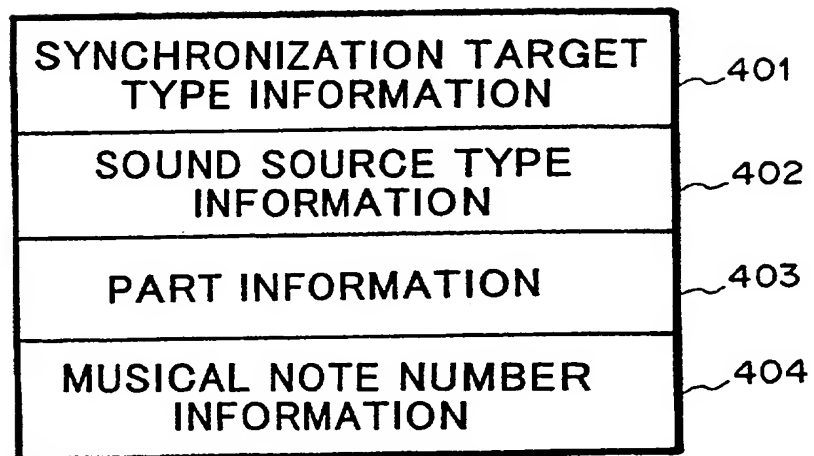 SYNCHRONIZATION TARGET
TYPE INFORMATION
401
SOUND SOURCE TYPE
INFORMATION
402
PART INFORMATION
403
MUSICAL NOTE NUMBER
INFORMATION
404